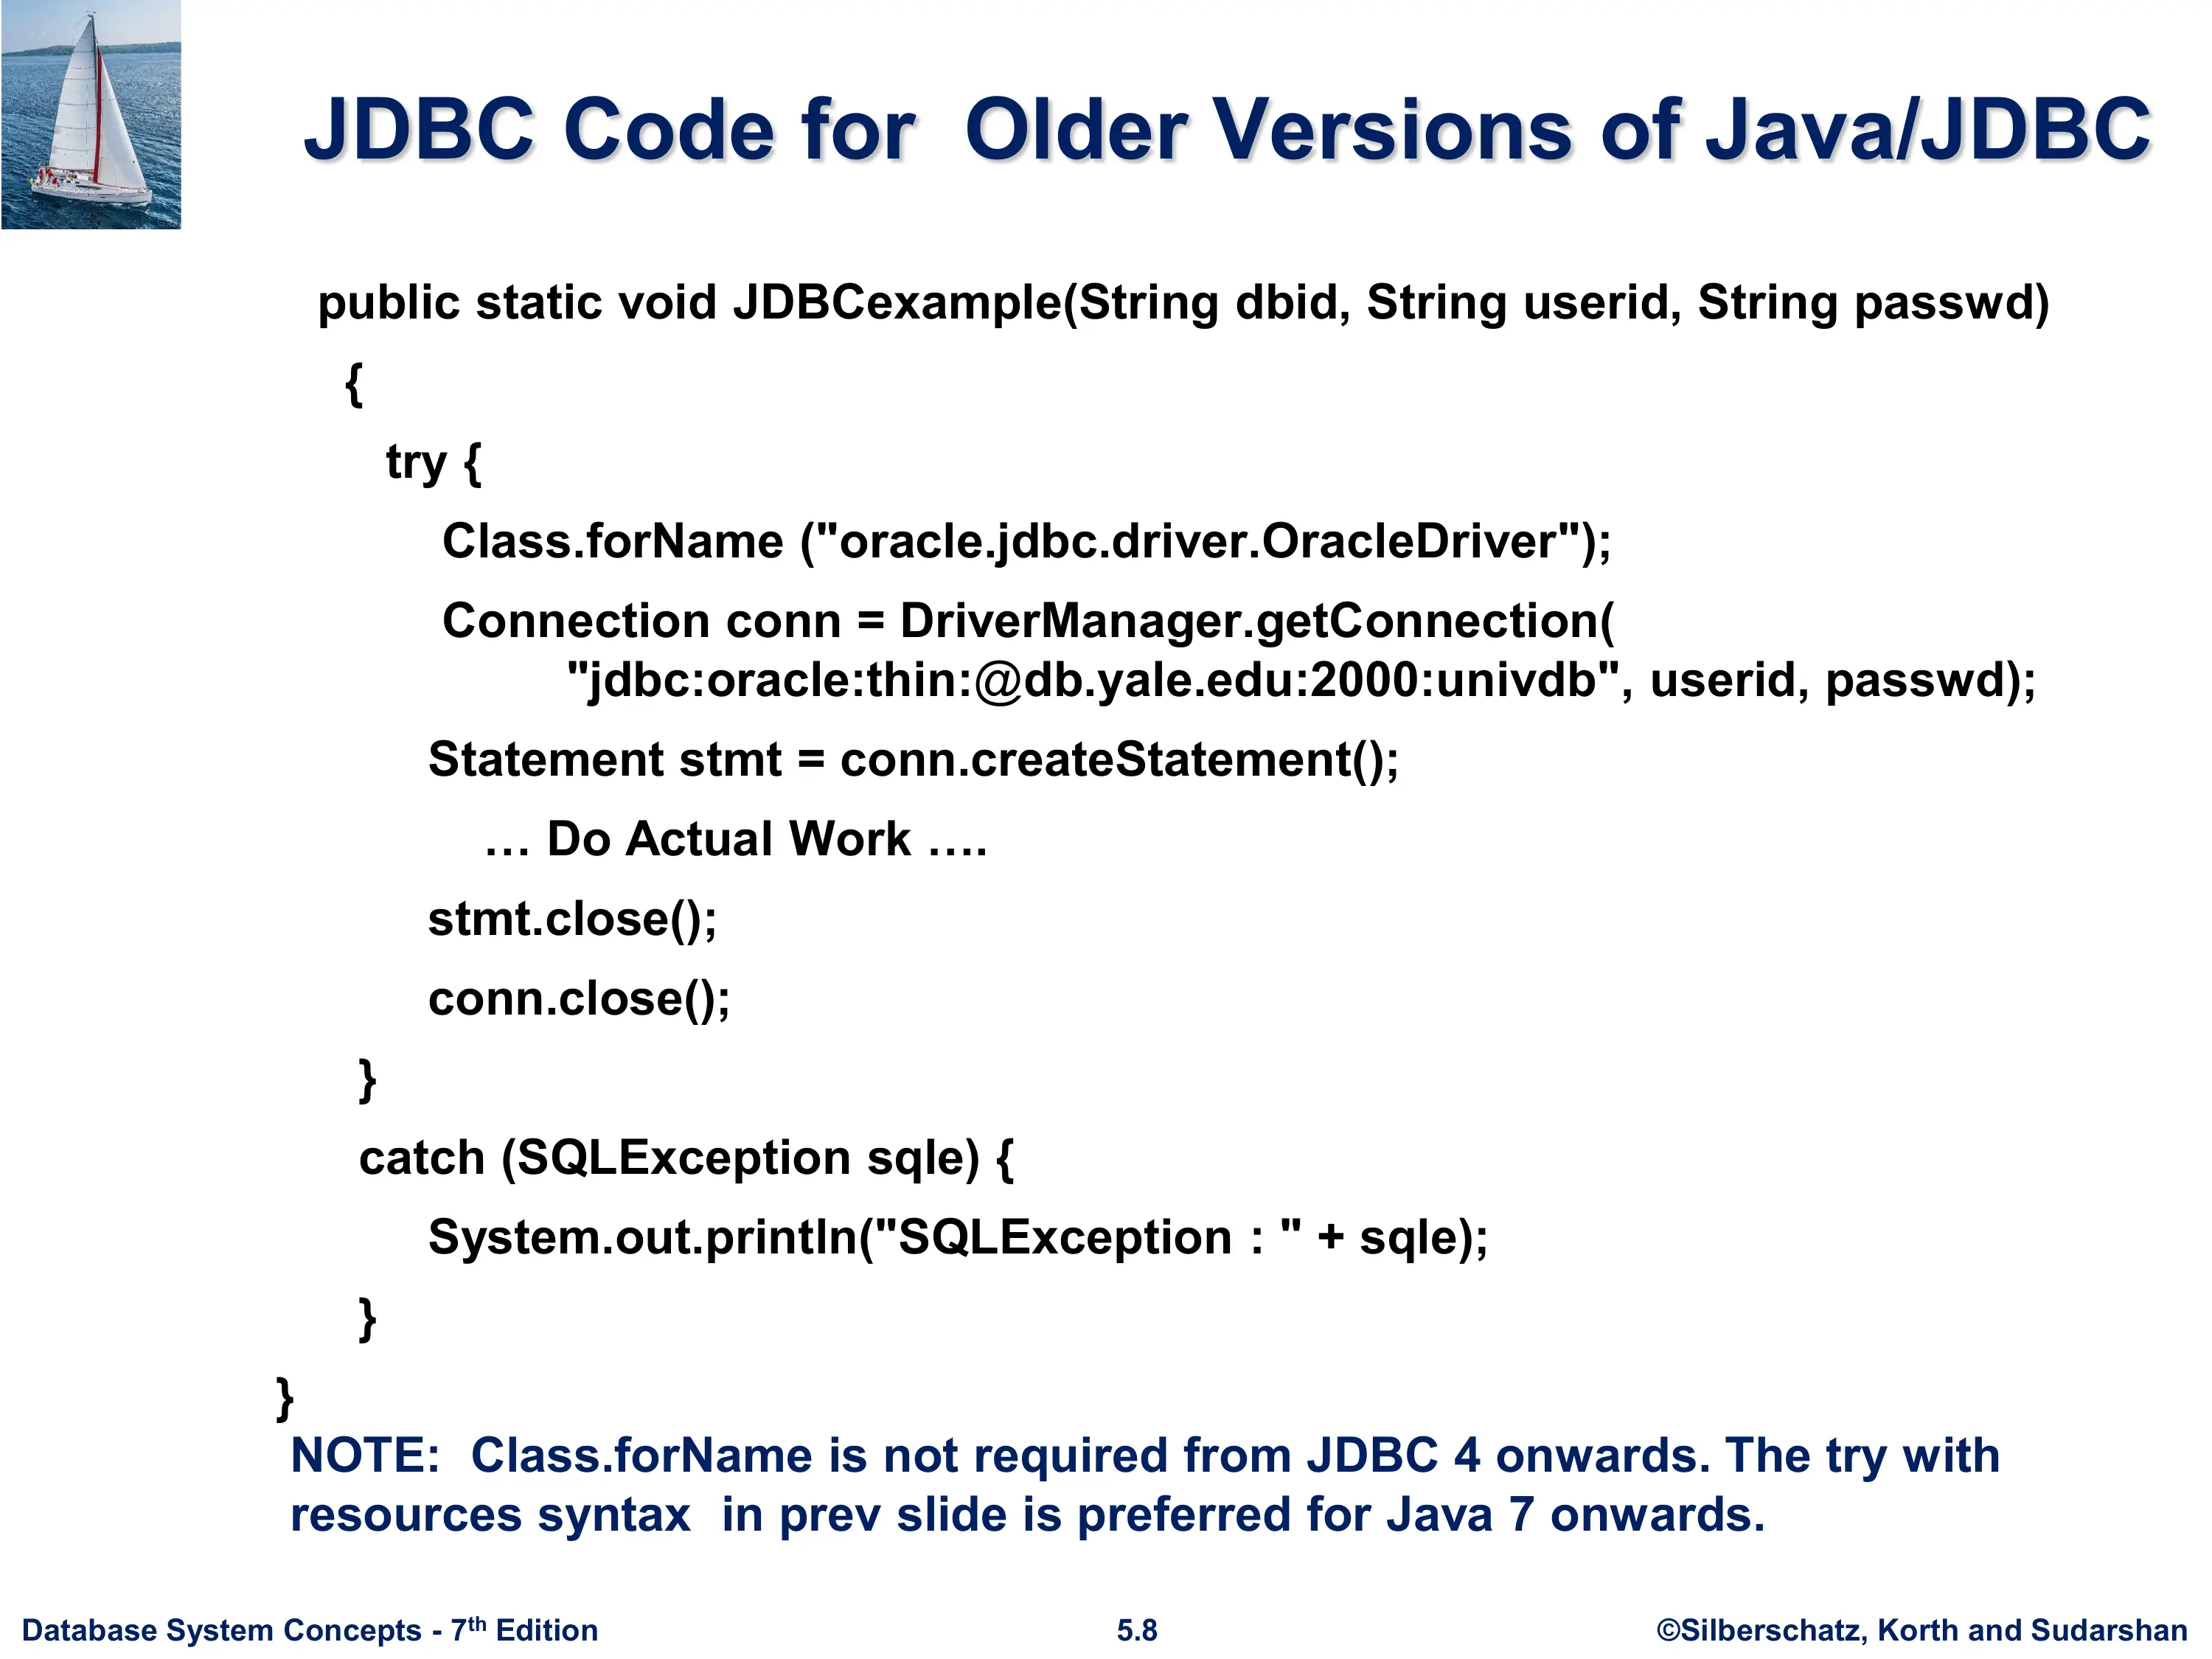 JDBC Code for  Older Versions of Java/JDBC
public static void JDBCexample(String dbid, String userid, String passwd)
{
try {
Class.forName ("oracle.jdbc.driver.OracleDriver");
Connection conn = DriverManager.getConnection(
"jdbc:oracle:thin:@db.yale.edu:2000:univdb", userid, passwd);
Statement stmt = conn.createStatement();
… Do Actual Work ….
stmt.close();
conn.close();
}
catch (SQLException sqle) {
System.out.println("SQLException : " + sqle);
}
}
NOTE:  Class.forName is not required from JDBC 4 onwards. The try with
resources syntax  in prev slide is preferred for Java 7 onwards.
Database System Concepts - 7th Edition
5.8
©Silberschatz, Korth and Sudarshan